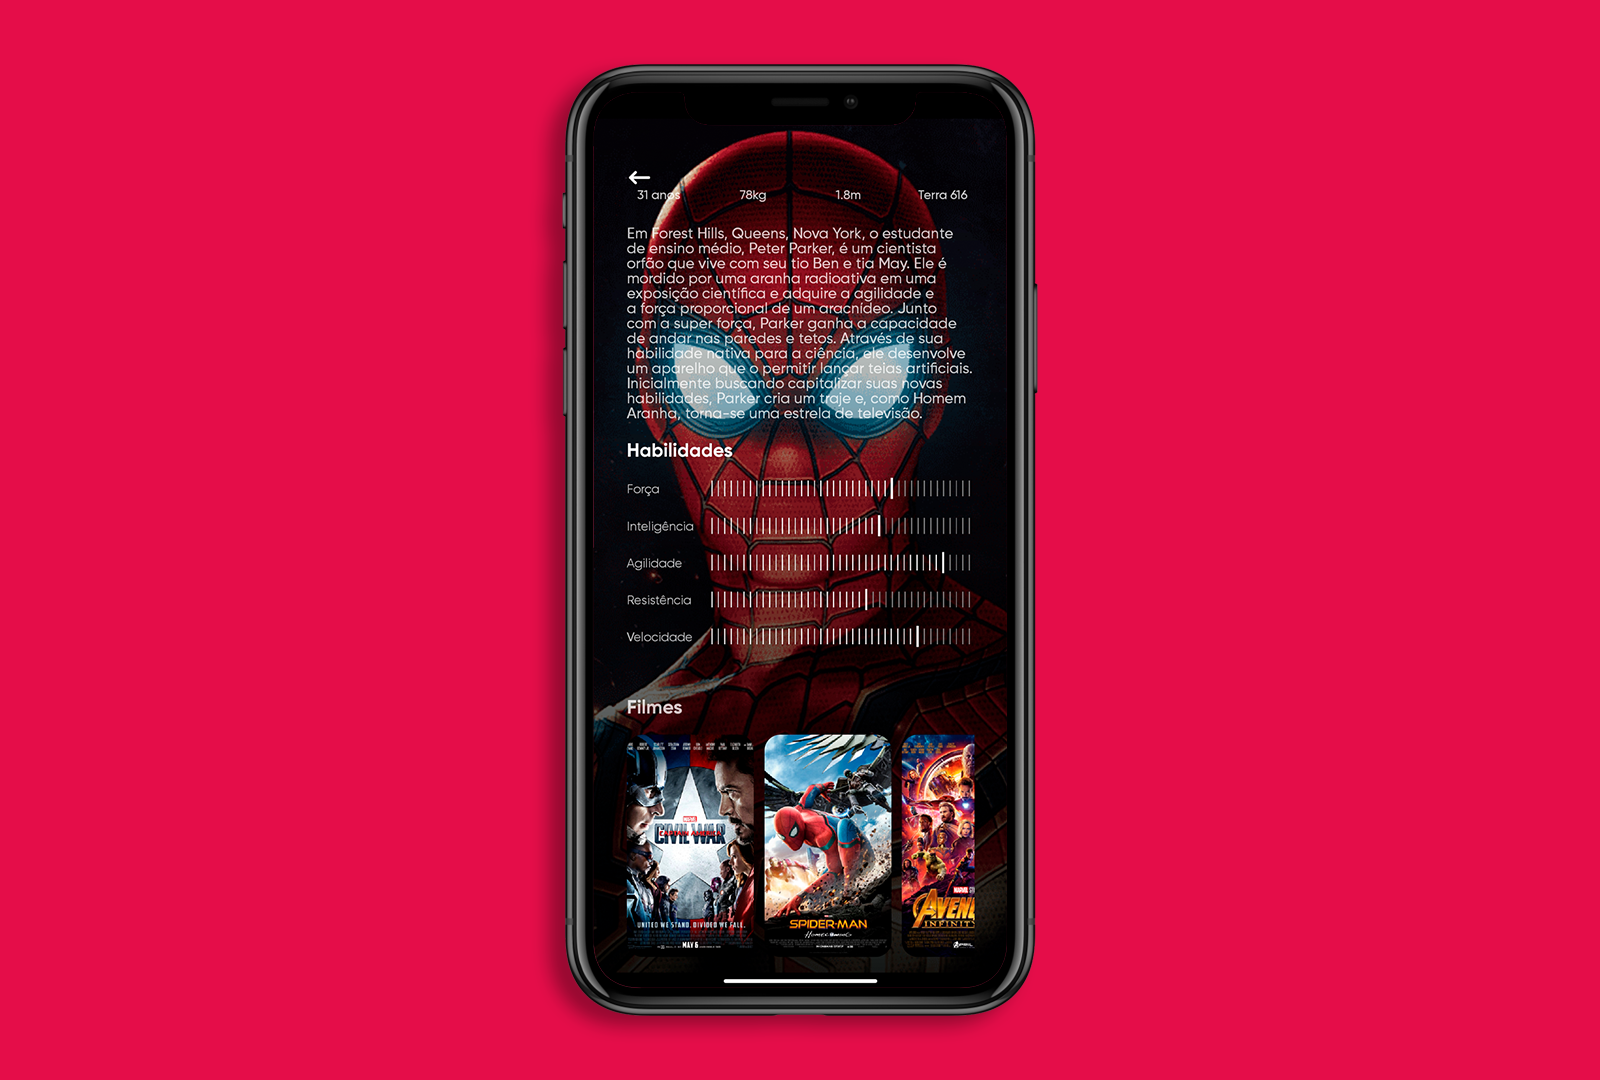 31 anos 78kg 1.8m Terra 616
Em Forest Hills, Queens, Nova York, o estudante
de ensino médio, Peter Parker, é um cientista
orfão que vive com seu tio Ben e tia May. Ele é
mordido por uma aranha radioativa em uma
exposição científica e adquire a agilidade e
a força proporcional de um aracnídeo. Junto
com a super força, Parker ganha a capacidade
de andar nas paredes e tetos. Através de sua
habilidade nativa para a ciência, ele desenvolve
um aparelho que o permitir lançar teias artificiais.
Inicialmente buscando capitalizar suas novas
habilidades, Parker cria um traje e, como Homem
Aranha, torna-se uma estrela de televisão.
Habilidades
Força
Inteligência
Agilidade
Resistência
Velocidade
Filmes
MARVEL
CAPTAIN AMERICA
CIVIL WAR
UNITED WE STAND. DIVIDED WE FALL.
MAY 6
SPIDER-MAN
HOMECOMING
MARVEL
AVEN
INFINIT